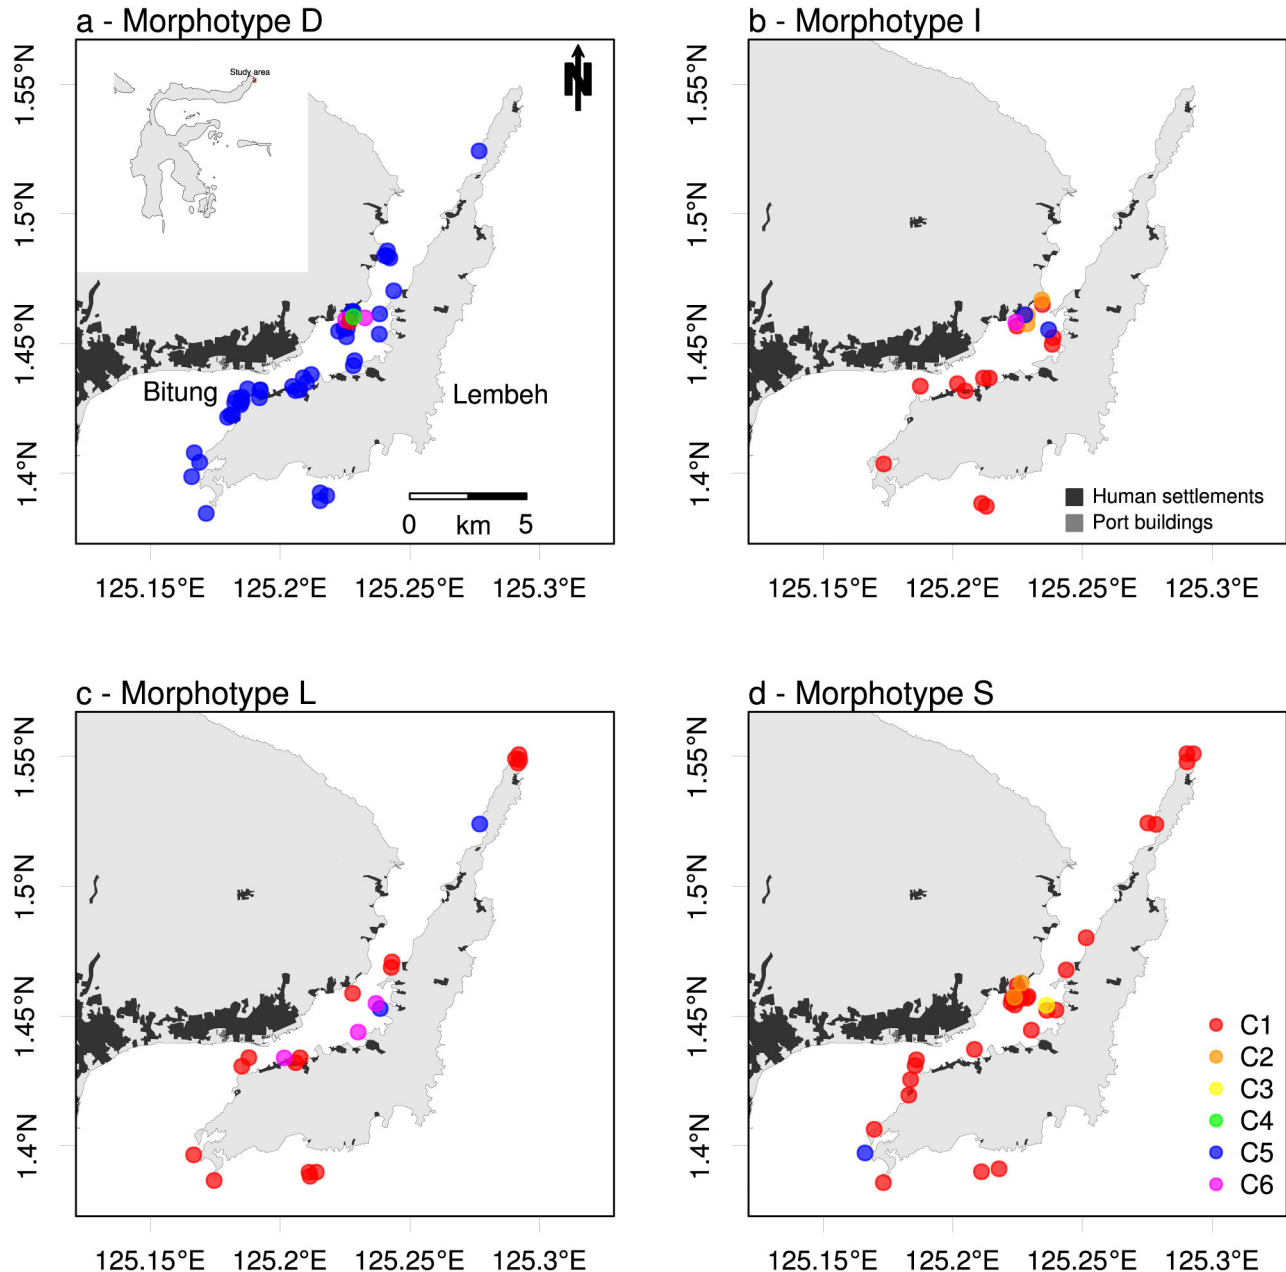 a - Morphotype D
Study area
N
1.55°N
1.5°N
1.45°N
1.4°N
Bitung
Lembeh
0 km 5
125.15°E 125.2°E 125.25°E 125.3°E
b - Morphotype I
1.55°N
1.5°N
1.45°N
1.4°N
Human settlements
Port buildings
125.15°E 125.2°E 125.25°E 125.3°E
c - Morphotype L
1.55°N
1.5°N
1.45°N
1.4°N
125.15°E 125.2°E 125.25°E 125.3°E
d - Morphotype S
1.55°N
1.5°N
1.45°N
1.4°N
C1
C2
C3
C4
C5
C6
125.15°E 125.2°E 125.25°E 125.3°E